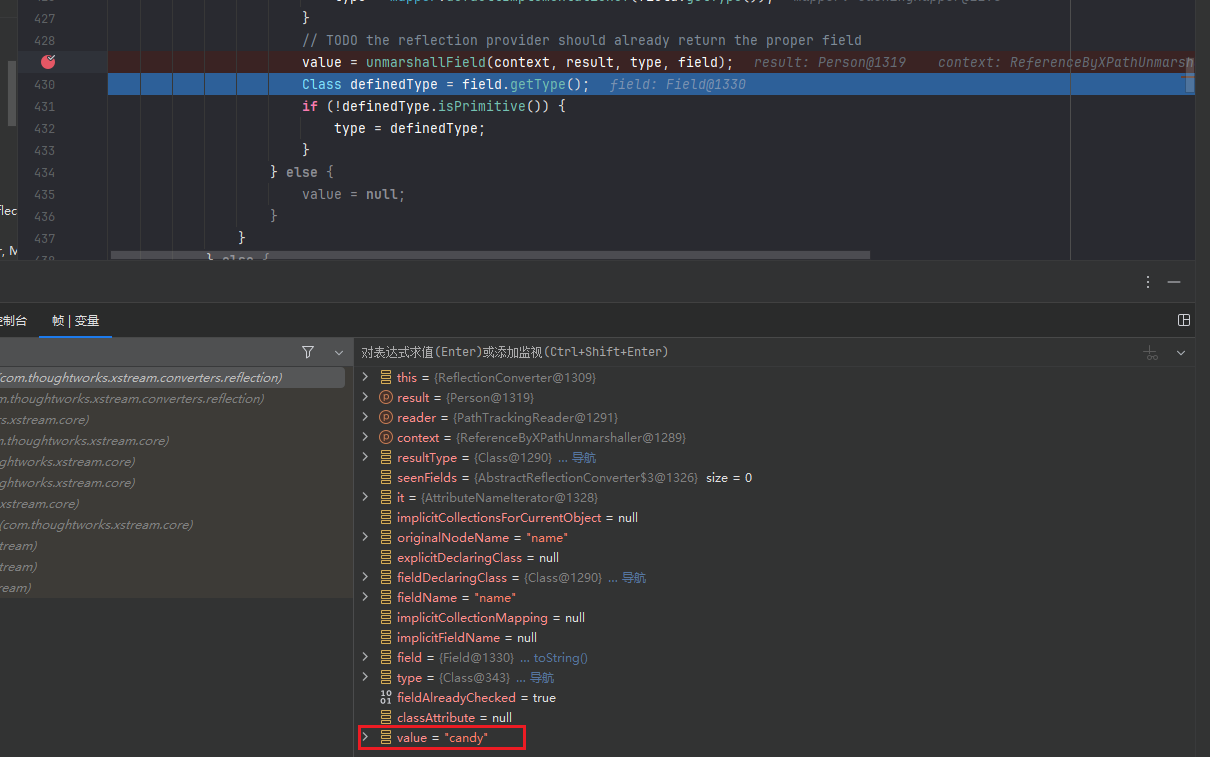 427 }
428 // TODO the reflection provider should already return the proper field
value = unmarshallField(context, result, type, field); result: Person@1319 context: ReferenceByXPathUnmarsh
430 Class definedType = field.getType(); field: Field@1330
431 if (!definedType.isPrimitive()) {
432 type = definedType;
433 }
434 } else {
435 value = null;
436 }
437 }
} else {
控制台 帧 | 变量
对表达式求值(Enter)或添加监视(Ctrl+Shift+Enter)
(com.thoughtworks.xstream.converters.reflection)
m.thoughtworks.xstream.converters.reflection)
rs.xstream.core)
m.thoughtworks.xstream.core)
ughtworks.xstream.core)
ghtworks.xstream.core)
xstream.core)
(com.thoughtworks.xstream.core)
tream)
tream)
ream)
this = {ReflectionConverter@1309}
result = {Person@1319}
reader = {PathTrackingReader@1291}
context = {ReferenceByXPathUnmarshaller@1289}
resultType = {Class@1290} ... 导航
seenFields = {AbstractReflectionConverter$3@1326} size = 0
it = {AttributeNameIterator@1328}
implicitCollectionsForCurrentObject = null
originalNodeName = "name"
explicitDeclaringClass = null
fieldDeclaringClass = {Class@1290} ... 导航
fieldName = "name"
implicitCollectionMapping = null
implicitFieldName = null
field = {Field@1330} ... toString()
type = {Class@343} ... 导航
fieldAlreadyChecked = true
classAttribute = null
value = "candy"